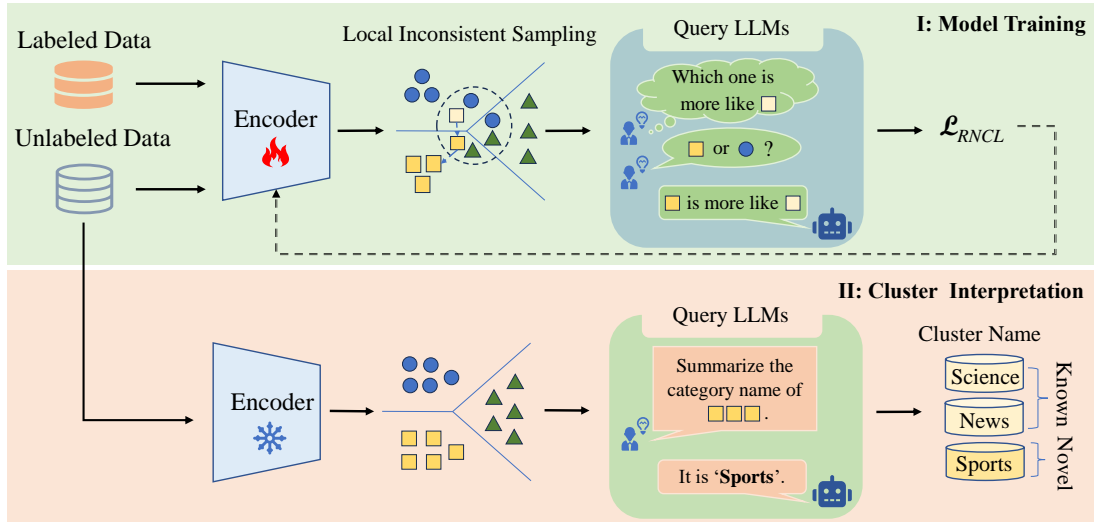 I: Model Training
Labeled Data
Unlabeled Data
Encoder
Local Inconsistent Sampling
Query LLMs
Which one is
more like
or ?
is more like
ℒRNCL
II: Cluster Interpretation
Encoder
Query LLMs
Summarize the
category name of
.
It is ‘Sports’.
Cluster Name
Science
News
Sports
Known
Novel